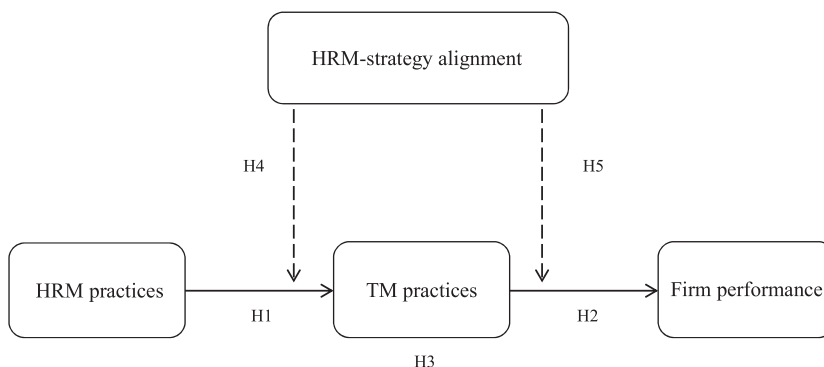 HRM-strategy alignment
H4
H5
HRM practices
TM practices
Firm performance
H1
H2
H3